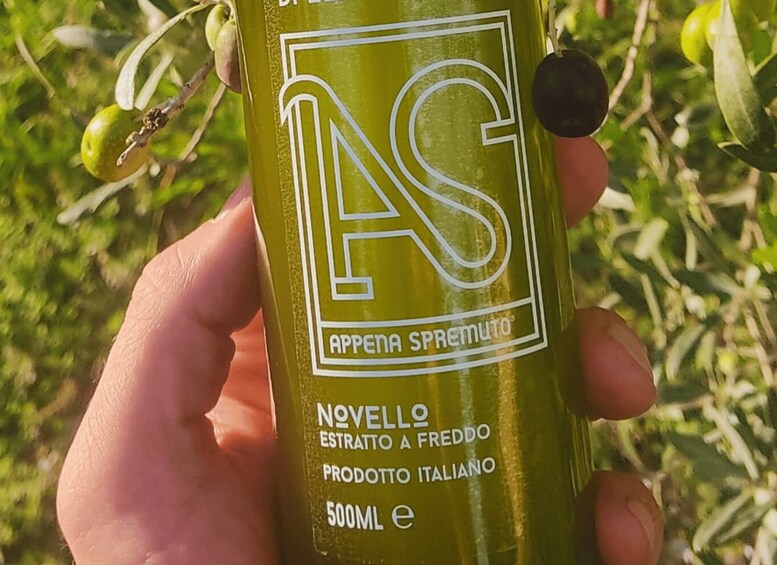 AS
APPENA SPREMUTO
NOVELLO
ESTRATTO A FREDDO
PRODOTTO ITALIANO
500ML e